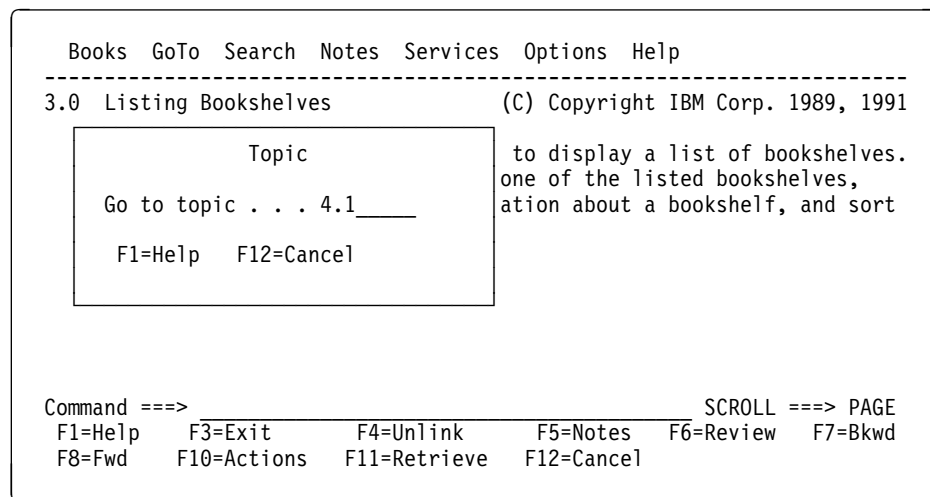 Books GoTo Search Notes Services Options Help
--------------------------------------------------------------------------
3.0 Listing Bookshelves (C) Copyright IBM Corp. 1989, 1991
Topic to display a list of bookshelves.
one of the listed bookshelves,
Go to topic . . . 4.1_____ ation about a bookshelf, and sort
F1=Help F12=Cancel
Command ===> __________________________________________ SCROLL ===> PAGE
F1=Help F3=Exit F4=Unlink F5=Notes F6=Review F7=Bkwd
F8=Fwd F10=Actions F11=Retrieve F12=Cancel